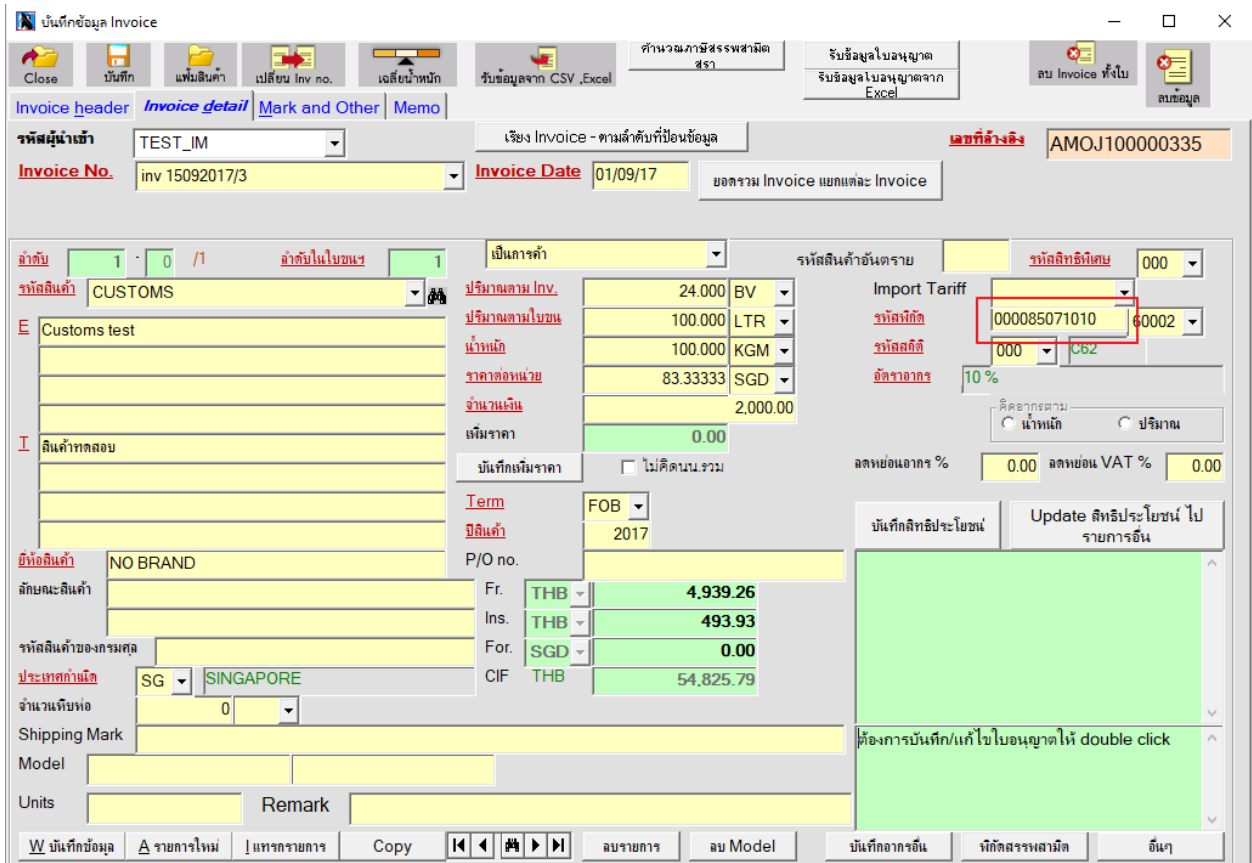 บันทึกข้อมูล Invoice
Close บันทึก แฟ้มสินค้า เปลี่ยน Inv no. เฉลี่ยน้ำหนัก รับข้อมูลจาก CSV ,Excel
คำนวณภาษีสรรพสามิต
สุรา
รับข้อมูลใบอนุญาต
รับข้อมูลใบอนุญาตจาก
Excel
ลบ Invoice ทั้งใบ
ลบข้อมูล
Invoice header Invoice detail Mark and Other Memo
รหัสผู้นำเข้า TEST_IM เรียง Invoice - ตามลำดับที่ป้อนข้อมูล เลขที่อ้างอิง AMOJ100000335
Invoice No. inv 15092017/3 Invoice Date 01/09/17 ยอดรวม Invoice แยกแต่ละ Invoice
ลำดับ 1 - 0 /1 ลำดับในใบขนฯ 1 เป็นการค้า รหัสสินค้าอันตราย รหัสสิทธิพิเศษ 000
รหัสสินค้า CUSTOMS ปริมาณตาม Inv. 24.000 BV Import Tariff
E Customs test ปริมาณตามใบขน 100.000 LTR รหัสพิกัด 000085071010 60002
น้ำหนัก 100.000 KGM รหัสสถิติ 000 C62
ราคาต่อหน่วย 83.33333 SGD อัตราอากร 10 %
จำนวนเงิน 2,000.00 คิดอากรตาม
น้ำหนัก ปริมาณ
T สินค้าทดสอบ เพิ่มราคา 0.00
บันทึกเพิ่มราคา ไม่คิดนน.รวม ลดหย่อนอากร % 0.00 ลดหย่อน VAT % 0.00
Term FOB
บันทึกสิทธิประโยชน์ Update สิทธิประโยชน์ ไป
รายการอื่น
ปีสินค้า 2017
ยี่ห้อสินค้า NO BRAND P/O no.
ลักษณะสินค้า Fr. THB 4,939.26
Ins. THB 493.93
รหัสสินค้าของกรมศุล For. SGD 0.00
ประเทศกำเนิด SG SINGAPORE CIF THB 54,825.79
จำนวนหีบห่อ 0
Shipping Mark ต้องการบันทึก/แก้ไขใบอนุญาตให้ double click
Model
Units Remark
W บันทึกข้อมูล A รายการใหม่ I แทรกรายการ Copy ลบรายการ ลบ Model บันทึกอากรอื่น พิกัดสรรพสามิต อื่นๆ